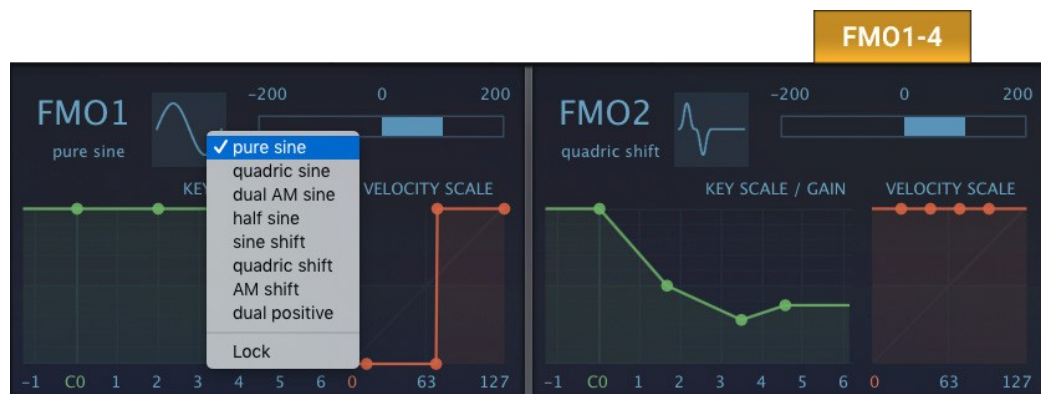 FMO1-4
FMO1
pure sine
-200 0 200
✓ pure sine
quadric sine
dual AM sine
half sine
sine shift
quadric shift
AM shift
dual positive
Lock
KEY
VELOCITY SCALE
-1 C0 1 2 3 4 5 6
0 63 127
FMO2
quadric shift
-200 0 200
KEY SCALE / GAIN
VELOCITY SCALE
-1 C0 1 2 3 4 5 6
0 63 127